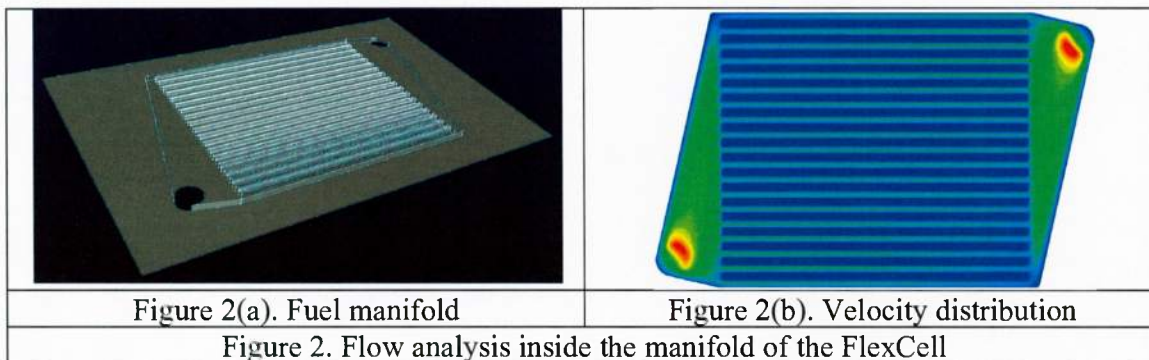 Figure 2(a). Fuel manifold
Figure 2(b). Velocity distribution
Figure 2. Flow analysis inside the manifold of the FlexCell